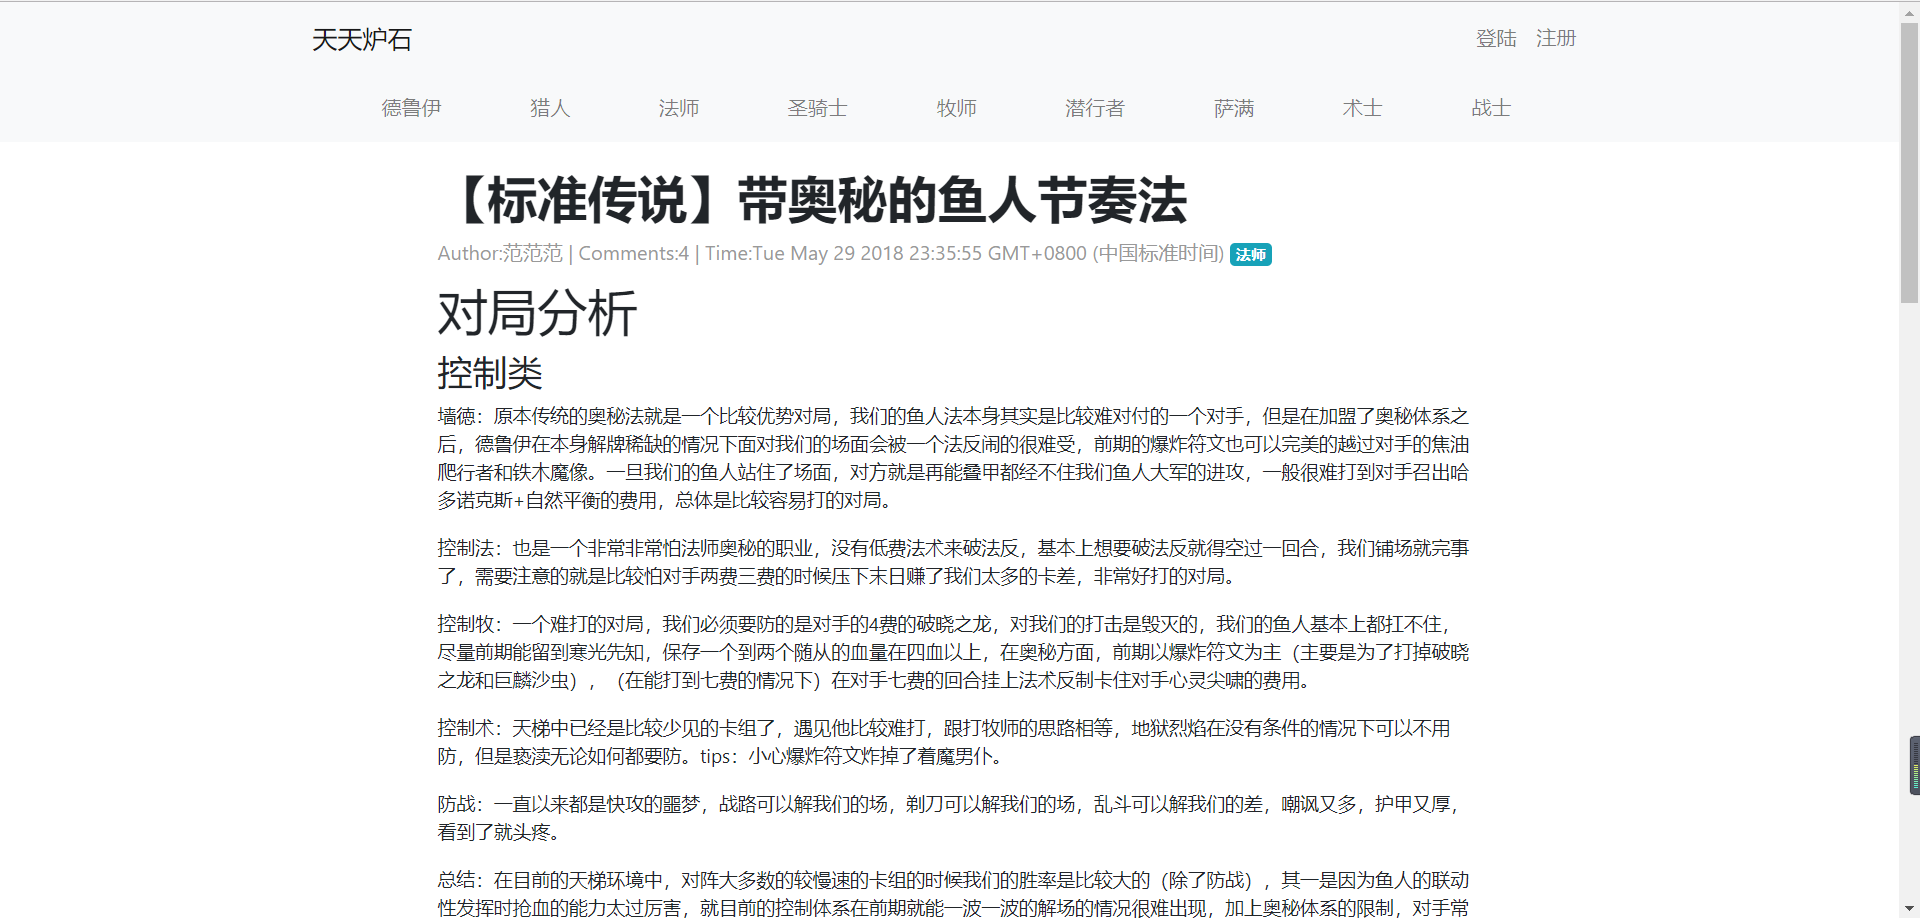 天天炉石
登陆 注册
德鲁伊 猎人 法师 圣骑士 牧师 潜行者 萨满 术士 战士
【标准传说】带奥秘的鱼人节奏法
Author:范范范 | Comments:4 | Time:Tue May 29 2018 23:35:55 GMT+0800 (中国标准时间) 法师
对局分析
控制类
墙德：原本传统的奥秘法就是一个比较优势对局，我们的鱼人法本身其实是比较难对付的一个对手，但是在加盟了奥秘体系之
后，德鲁伊在本身解牌稀缺的情况下面对我们的场面会被一个法反闹的很难受，前期的爆炸符文也可以完美的越过对手的焦油
爬行者和铁木魔像。一旦我们的鱼人站住了场面，对方就是再能叠甲都经不住我们鱼人大军的进攻，一般很难打到对手召出哈
多诺克斯+自然平衡的费用，总体是比较容易打的对局。
控制法：也是一个非常非常怕法师奥秘的职业，没有低费法术来破法反，基本上想要破法反就得空过一回合，我们铺场就完事
了，需要注意的就是比较怕对手两费三费的时候压下末日赚了我们太多的卡差，非常好打的对局。
控制牧：一个难打的对局，我们必须要防的是对手的4费的破晓之龙，对我们的打击是毁灭的，我们的鱼人基本上都扛不住，
尽量前期能留到寒光先知，保存一个到两个随从的血量在四血以上，在奥秘方面，前期以爆炸符文为主（主要是为了打掉破晓
之龙和巨鳞沙虫），（在能打到七费的情况下）在对手七费的回合挂上法术反制卡住对手心灵尖啸的费用。
控制术：天梯中已经是比较少见的卡组了，遇见他比较难打，跟打牧师的思路相等，地狱烈焰在没有条件的情况下可以不用
防，但是亵渎无论如何都要防。tips：小心爆炸符文炸掉了着魔男仆。
防战：一直以来都是快攻的噩梦，战路可以解我们的场，剃刀可以解我们的场，乱斗可以解我们的差，嘲讽又多，护甲又厚，
看到了就头疼。
总结：在目前的天梯环境中，对阵大多数的较慢速的卡组的时候我们的胜率是比较大的（除了防战），其一是因为鱼人的联动
性发挥时抢血的能力太过厉害，就目前的控制体系在前期就能一波一波的解场的情况很难出现，加上奥秘体系的限制，对手常